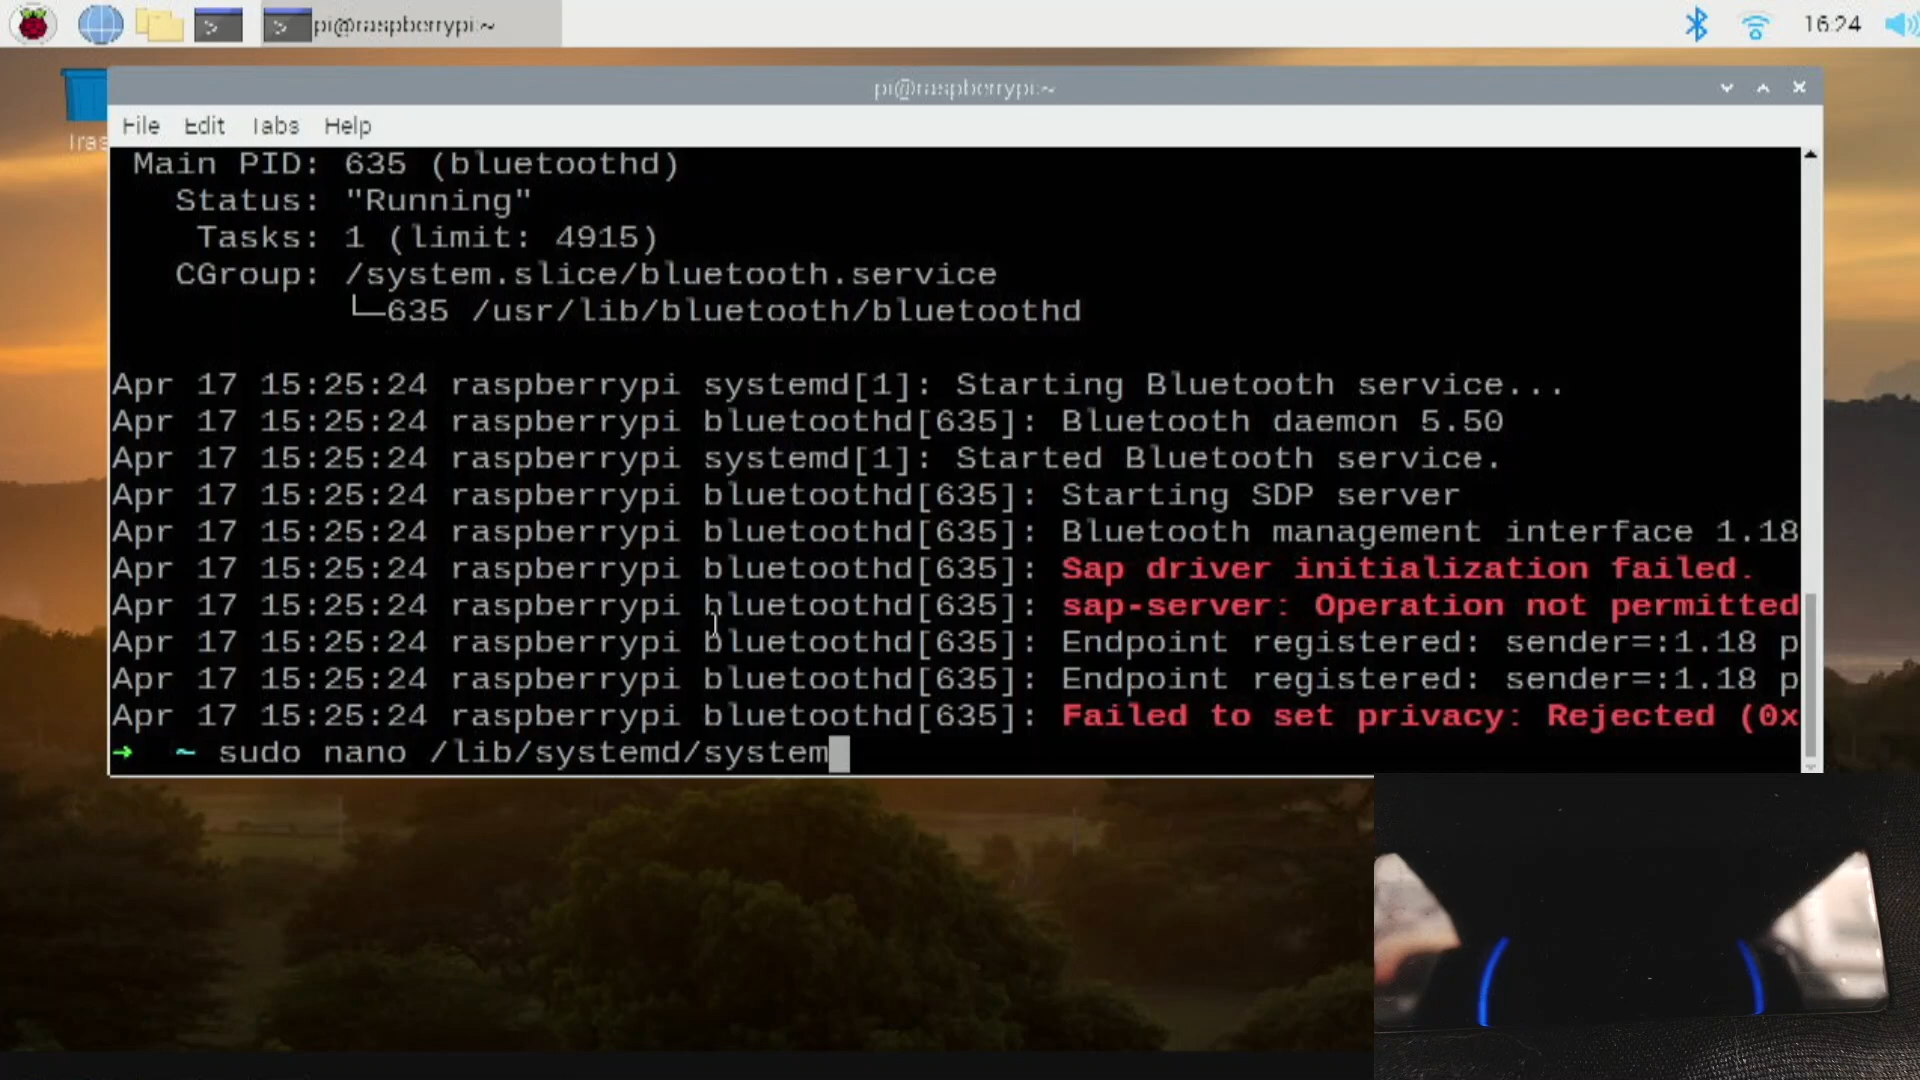 pi@raspberrypi: ~
16:24
pi@raspberrypi: ~
File Edit Tabs Help
Main PID: 635 (bluetoothd)
Status: "Running"
Tasks: 1 (limit: 4915)
CGroup: /system.slice/bluetooth.service
└─635 /usr/lib/bluetooth/bluetoothd
Apr 17 15:25:24 raspberrypi systemd[1]: Starting Bluetooth service...
Apr 17 15:25:24 raspberrypi bluetoothd[635]: Bluetooth daemon 5.50
Apr 17 15:25:24 raspberrypi systemd[1]: Started Bluetooth service.
Apr 17 15:25:24 raspberrypi bluetoothd[635]: Starting SDP server
Apr 17 15:25:24 raspberrypi bluetoothd[635]: Bluetooth management interface 1.18
Apr 17 15:25:24 raspberrypi bluetoothd[635]: Sap driver initialization failed.
Apr 17 15:25:24 raspberrypi bluetoothd[635]: sap-server: Operation not permitted
Apr 17 15:25:24 raspberrypi bluetoothd[635]: Endpoint registered: sender=:1.18 p
Apr 17 15:25:24 raspberrypi bluetoothd[635]: Endpoint registered: sender=:1.18 p
Apr 17 15:25:24 raspberrypi bluetoothd[635]: Failed to set privacy: Rejected (0x
→ ~ sudo nano /lib/systemd/system